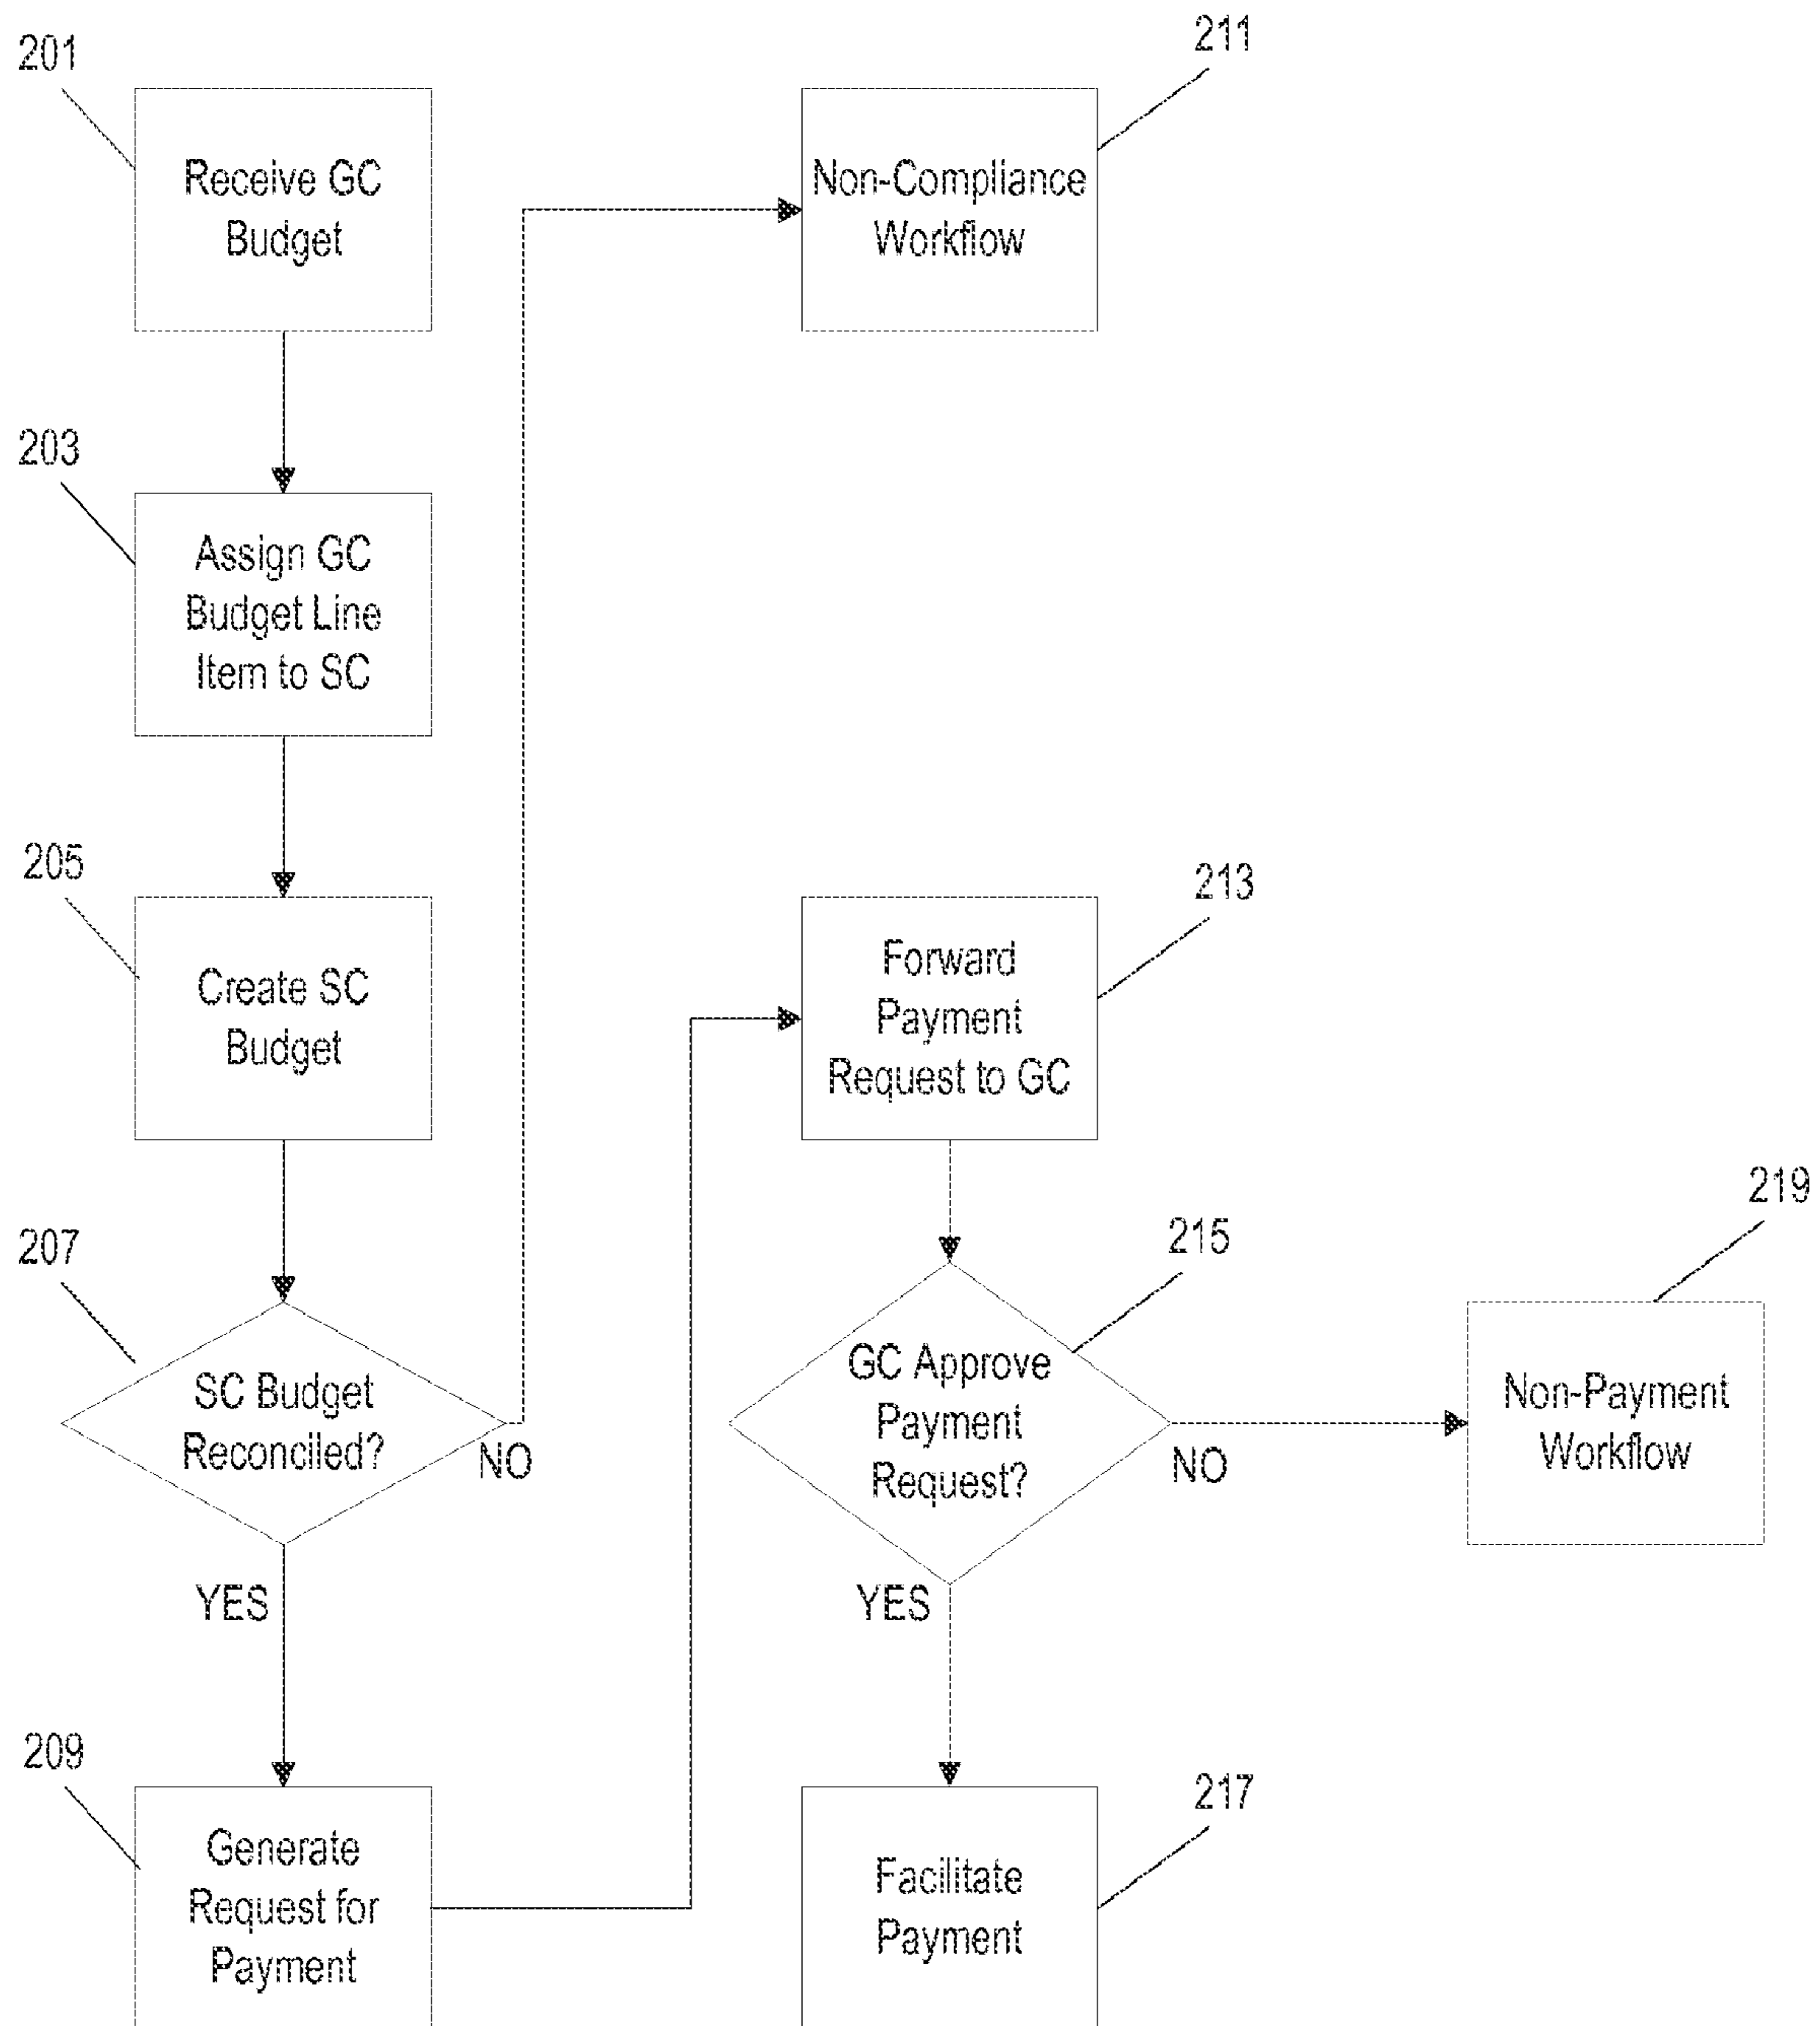 201
Receive GC
Budget
203
Assign GC
Budget Line
Item to SC
205
Create SC
Budget
207
SC Budget
Reconciled?
NO
YES
209
Generate
Request for
Payment
211
Non-Compliance
Workflow
213
Forward
Payment
Request to GC
215
GC Approve
Payment
Request?
NO
YES
217
Facilitate
Payment
219
Non-Payment
Workflow